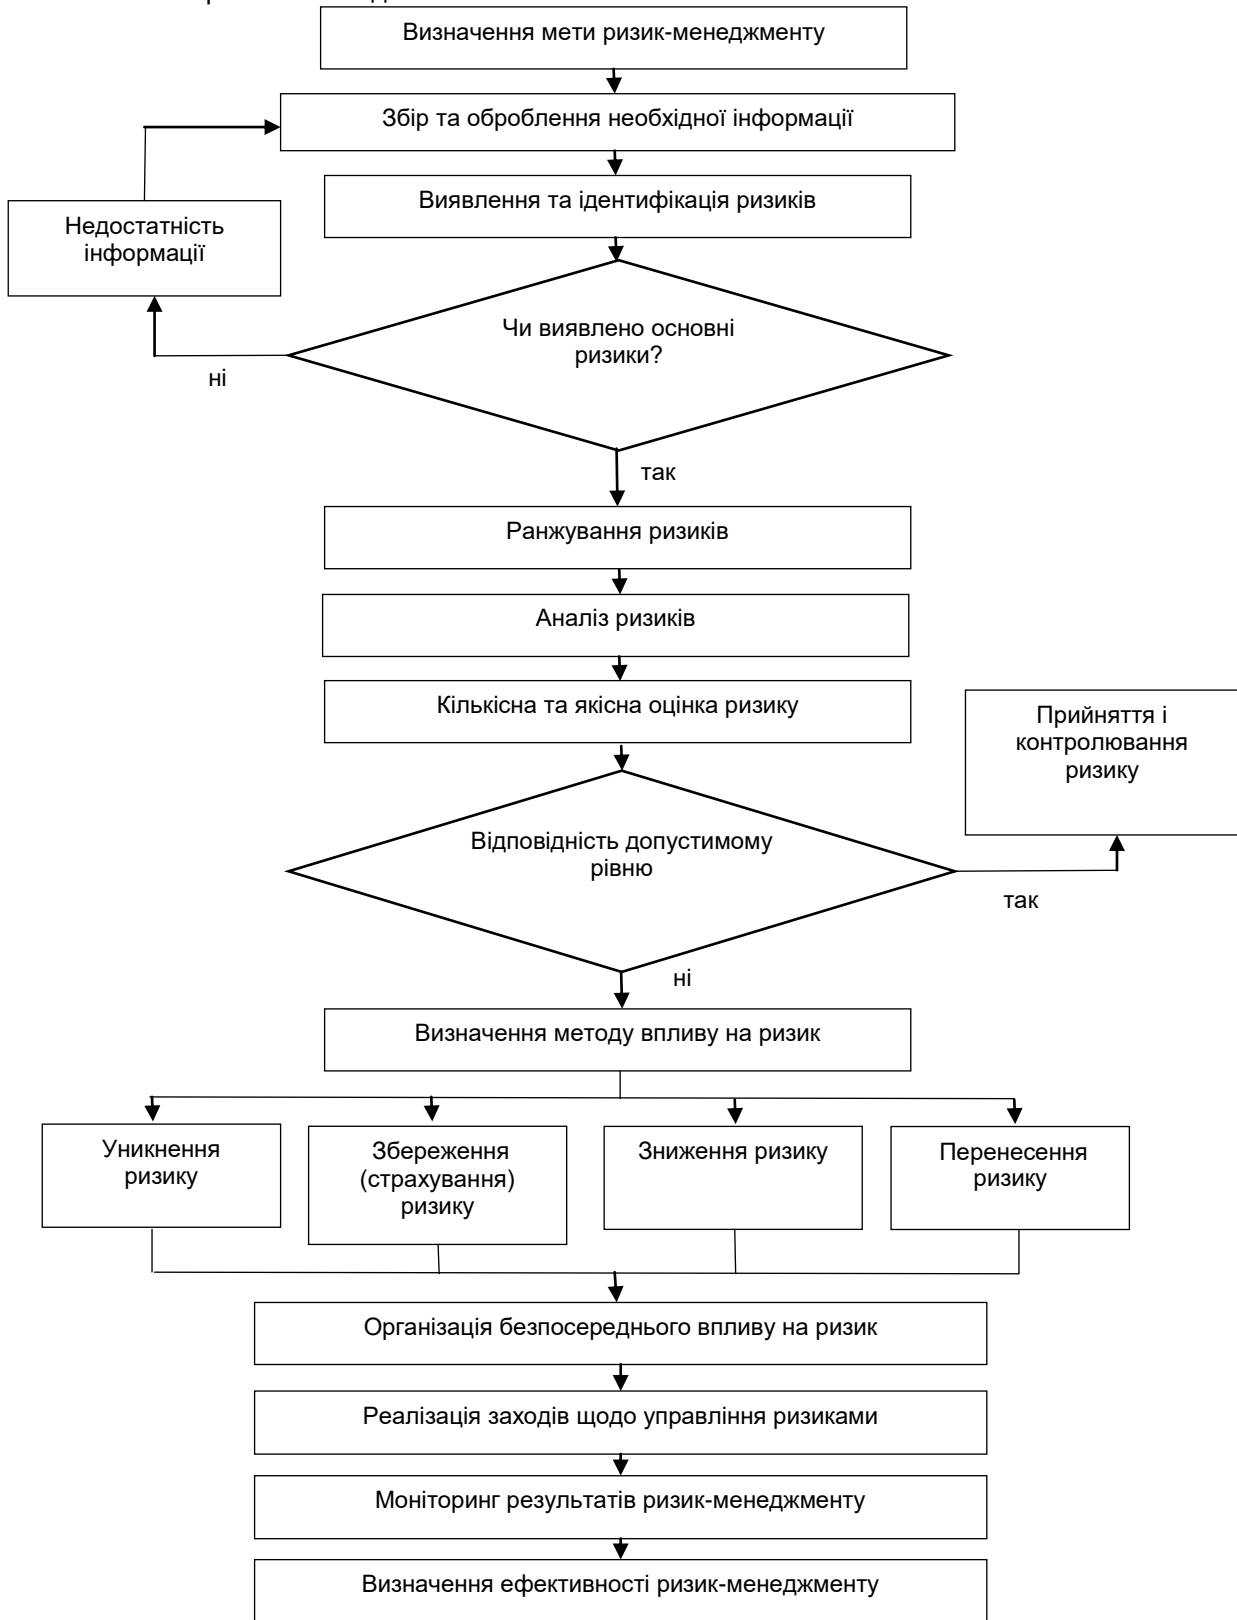 Визначення мети ризик-менеджменту
Збір та оброблення необхідної інформації
Виявлення та ідентифікація ризиків
Недостатність
інформації
Чи виявлено основні
ризики?
ні
так
Ранжування ризиків
Аналіз ризиків
Кількісна та якісна оцінка ризику
Прийняття і
контролювання
ризику
Відповідність допустимому
рівню
так
ні
Визначення методу впливу на ризик
Уникнення
ризику
Збереження
(страхування)
ризику
Зниження ризику
Перенесення
ризику
Організація безпосереднього впливу на ризик
Реалізація заходів щодо управління ризиками
Моніторинг результатів ризик-менеджменту
Визначення ефективності ризик-менеджменту